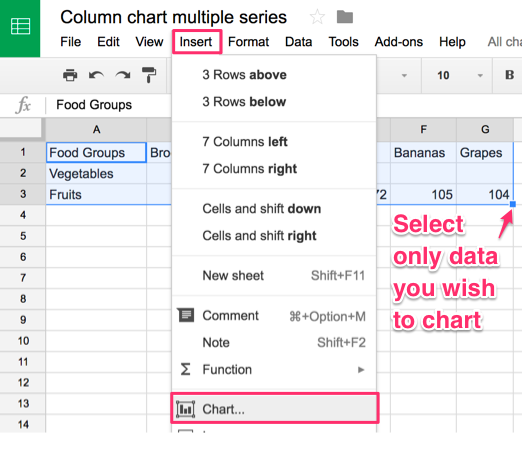 Column chart multiple series
File Edit View Insert Format Data Tools Add-ons Help All cha
10 B
fx Food Groups
A F G
1 Food Groups Bro Bananas Grapes
2 Vegetables
3 Fruits 72 105 104
4
5
6
7
8
9
10
11
12
13
14
3 Rows above
3 Rows below
7 Columns left
7 Columns right
Cells and shift down
Cells and shift right
New sheet Shift+F11
Comment ⌘+Option+M
Note Shift+F2
Σ Function ►
Chart...
Select
only data
you wish
to chart